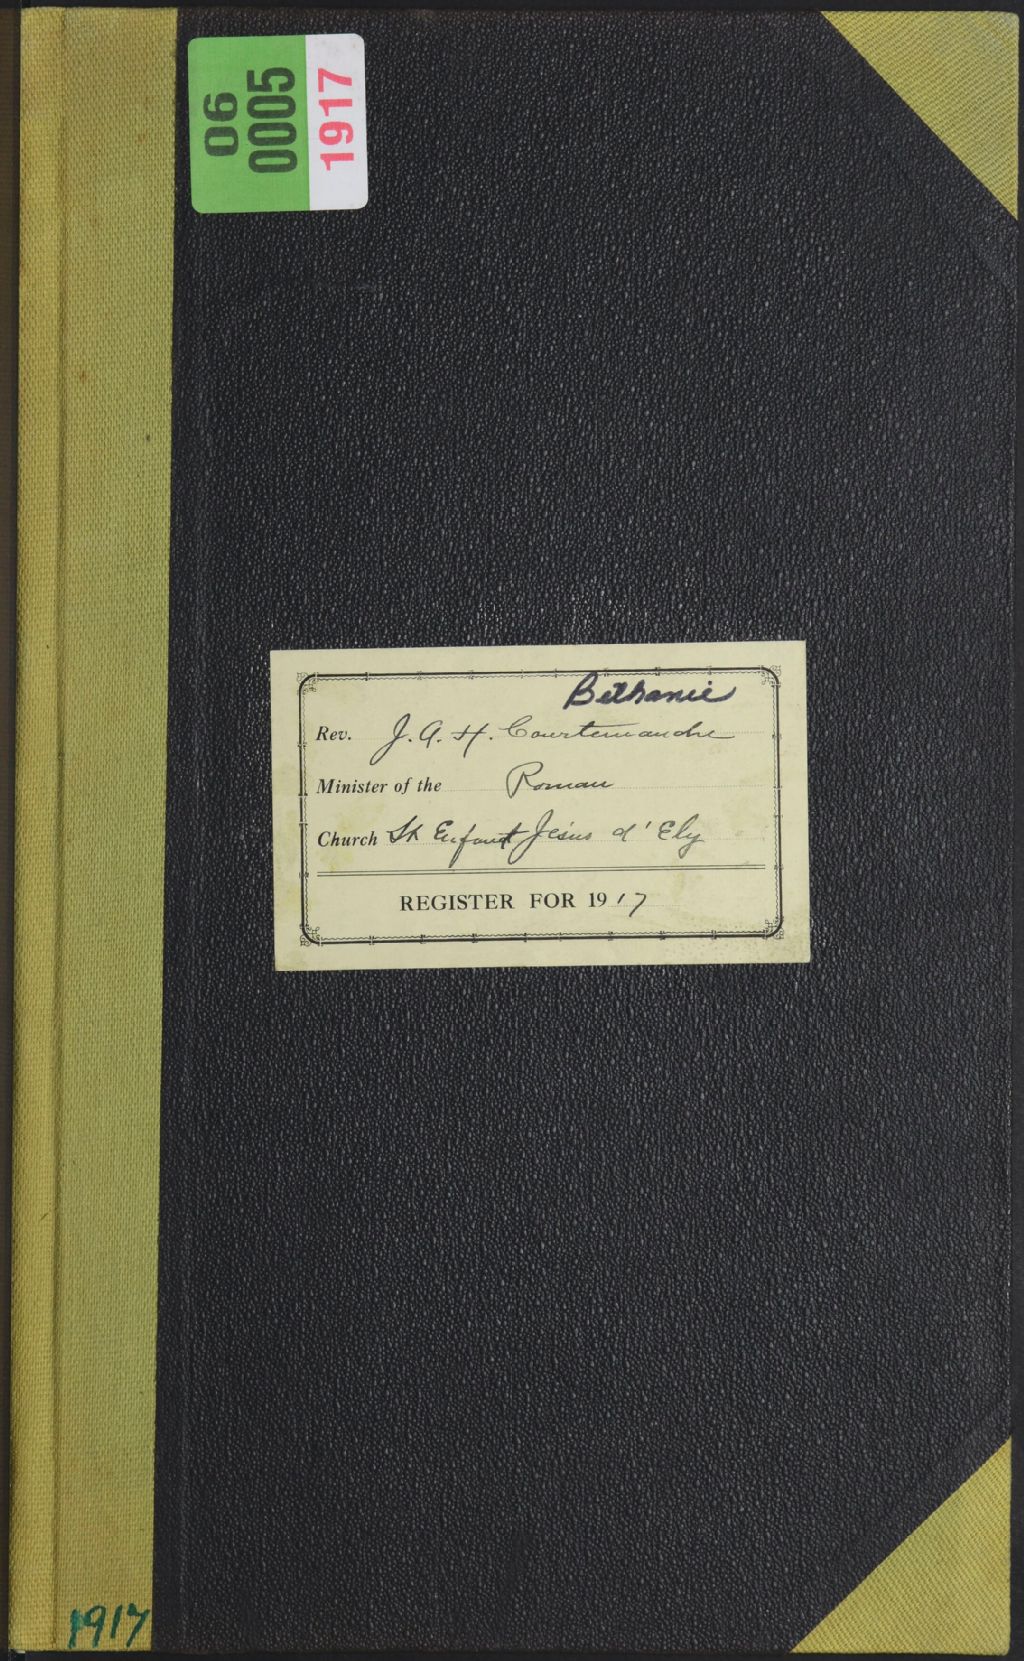 06
0005
1917
Bethanie
Rev. J. A. H. Courtemanche
Minister of the Roman
Church St Enfant Jésus d'Ely
REGISTER FOR 1917
1917